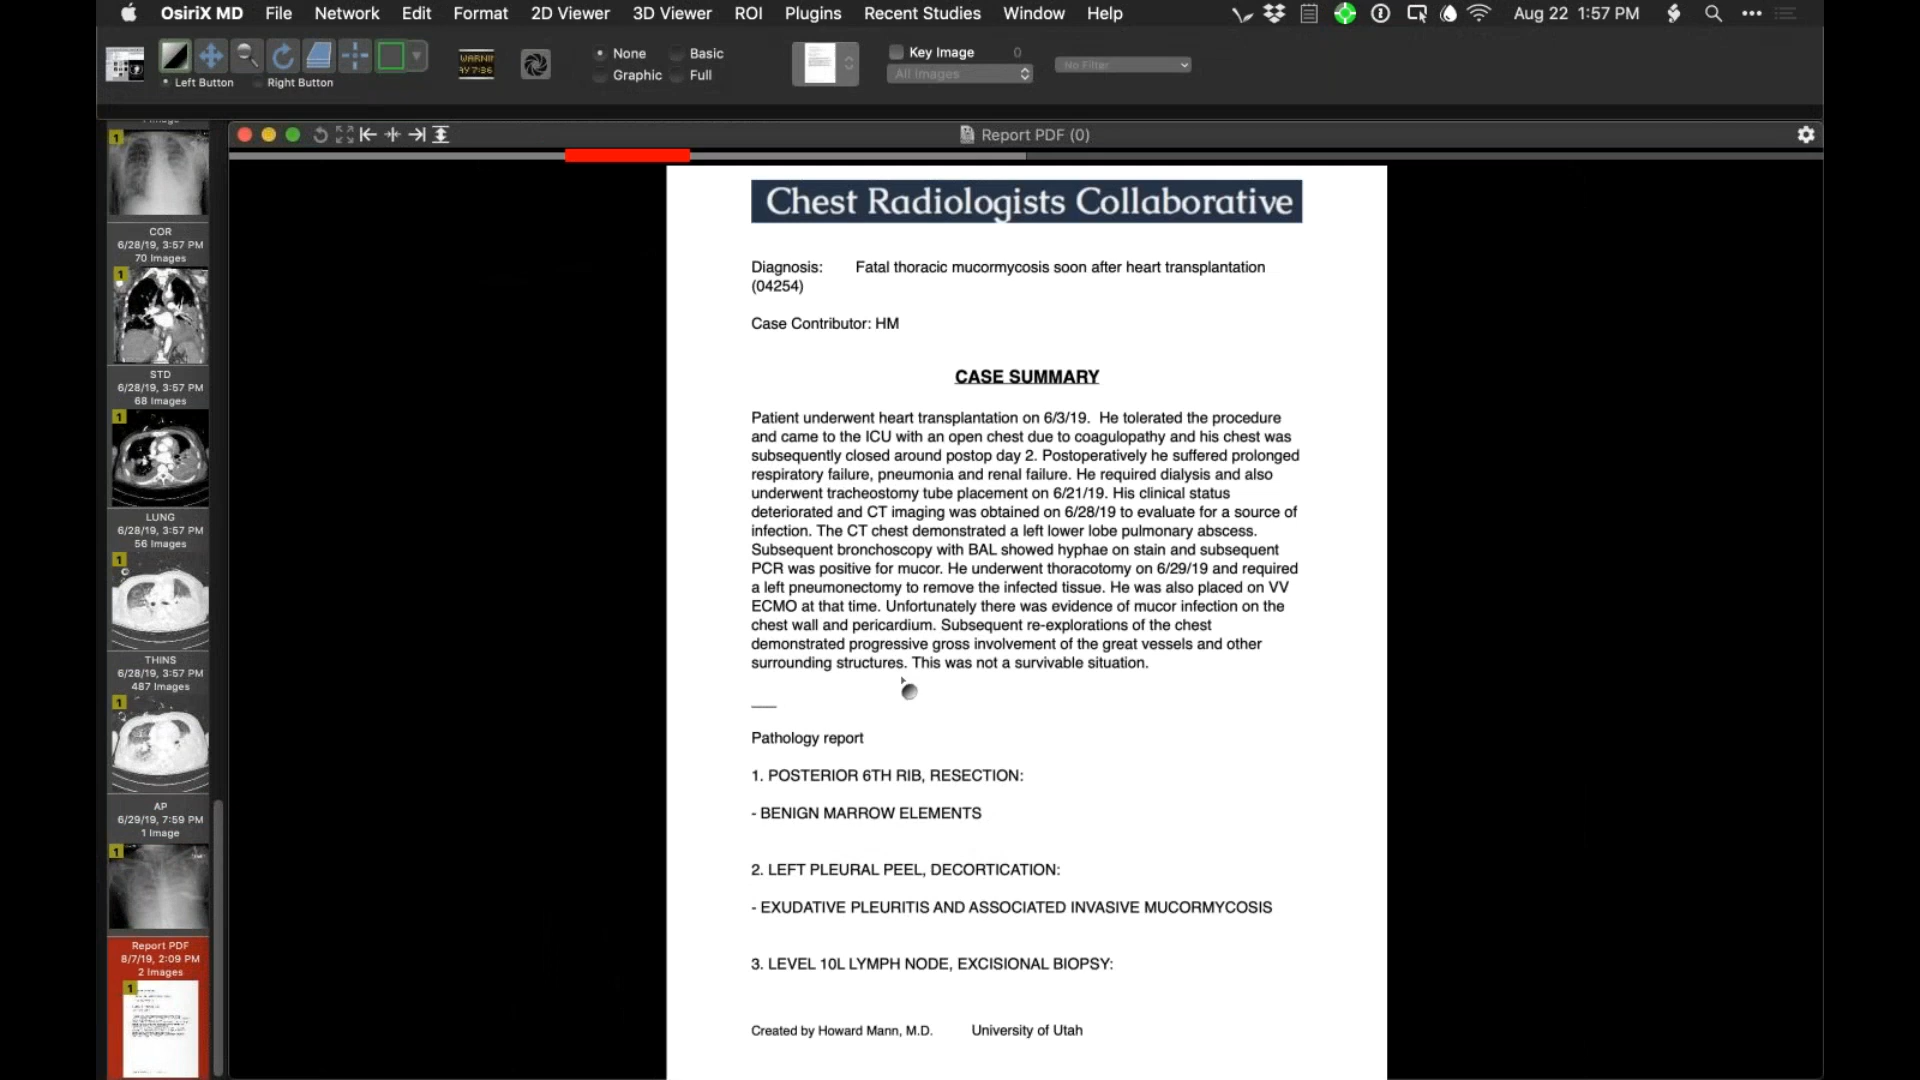 OsiriX MD File Network Edit Format 2D Viewer 3D Viewer ROI Plugins Recent Studies Window Help Aug 22 1:57 PM
None Basic
Graphic Full
Left Button Right Button
Key Image 0
All Images
No Filter
Report PDF (0)
1
COR
6/28/19, 3:57 PM
70 Images
1
STD
6/28/19, 3:57 PM
68 Images
1
LUNG
6/28/19, 3:57 PM
56 Images
1
THINS
6/28/19, 3:57 PM
487 Images
1
AP
6/29/19, 7:59 PM
1 Image
1
Report PDF
8/7/19, 2:09 PM
2 Images
1
Chest Radiologists Collaborative
Diagnosis: Fatal thoracic mucormycosis soon after heart transplantation
(04254)
Case Contributor: HM
CASE SUMMARY
Patient underwent heart transplantation on 6/3/19. He tolerated the procedure
and came to the ICU with an open chest due to coagulopathy and his chest was
subsequently closed around postop day 2. Postoperatively he suffered prolonged
respiratory failure, pneumonia and renal failure. He required dialysis and also
underwent tracheostomy tube placement on 6/21/19. His clinical status
deteriorated and CT imaging was obtained on 6/28/19 to evaluate for a source of
infection. The CT chest demonstrated a left lower lobe pulmonary abscess.
Subsequent bronchoscopy with BAL showed hyphae on stain and subsequent
PCR was positive for mucor. He underwent thoracotomy on 6/29/19 and required
a left pneumonectomy to remove the infected tissue. He was also placed on VV
ECMO at that time. Unfortunately there was evidence of mucor infection on the
chest wall and pericardium. Subsequent re-explorations of the chest
demonstrated progressive gross involvement of the great vessels and other
surrounding structures. This was not a survivable situation.
Pathology report
1. POSTERIOR 6TH RIB, RESECTION:
- BENIGN MARROW ELEMENTS
2. LEFT PLEURAL PEEL, DECORTICATION:
- EXUDATIVE PLEURITIS AND ASSOCIATED INVASIVE MUCORMYCOSIS
3. LEVEL 10L LYMPH NODE, EXCISIONAL BIOPSY:
Created by Howard Mann, M.D. University of Utah